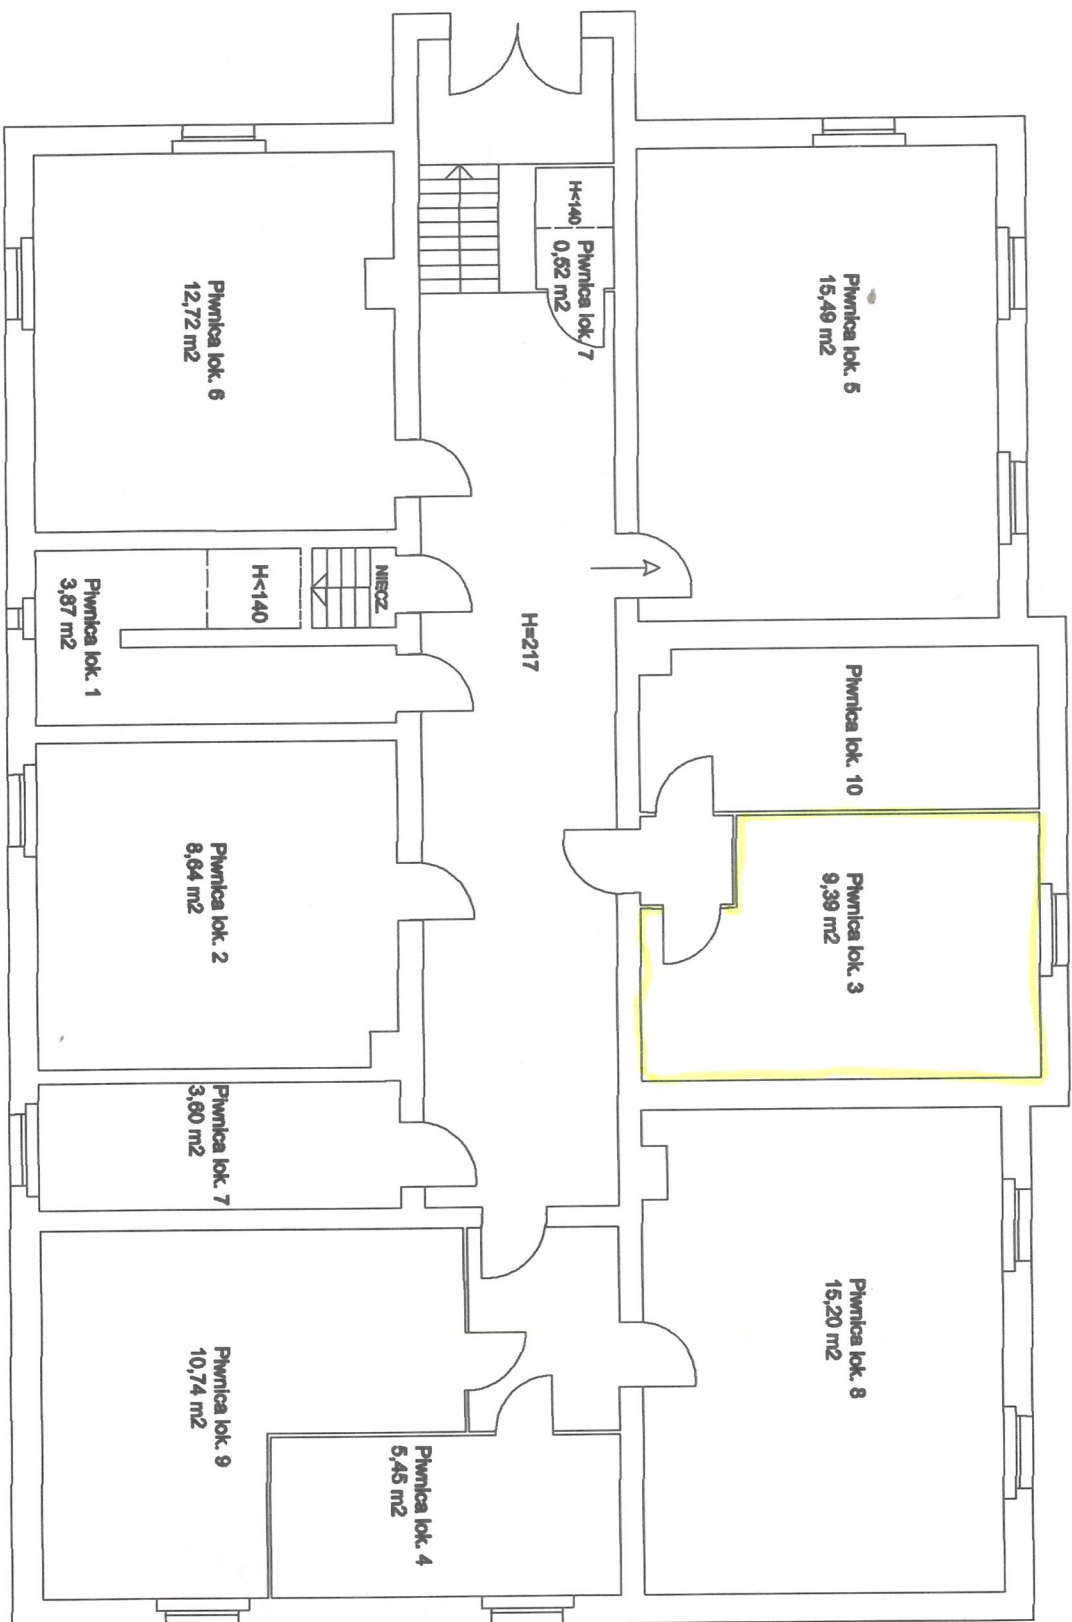 Piwnica lok. 5
15,49 m2
H<140
Piwnica lok. 7
0,52 m2
Piwnica lok. 6
12,72 m2
NIECZ.
H<140
Piwnica lok. 1
3,87 m2
H=217
Piwnica lok. 10
Piwnica lok. 3
9,39 m2
Piwnica lok. 2
8,64 m2
Piwnica lok. 7
3,60 m2
Piwnica lok. 8
15,20 m2
Piwnica lok. 9
10,74 m2
Piwnica lok. 4
5,45 m2